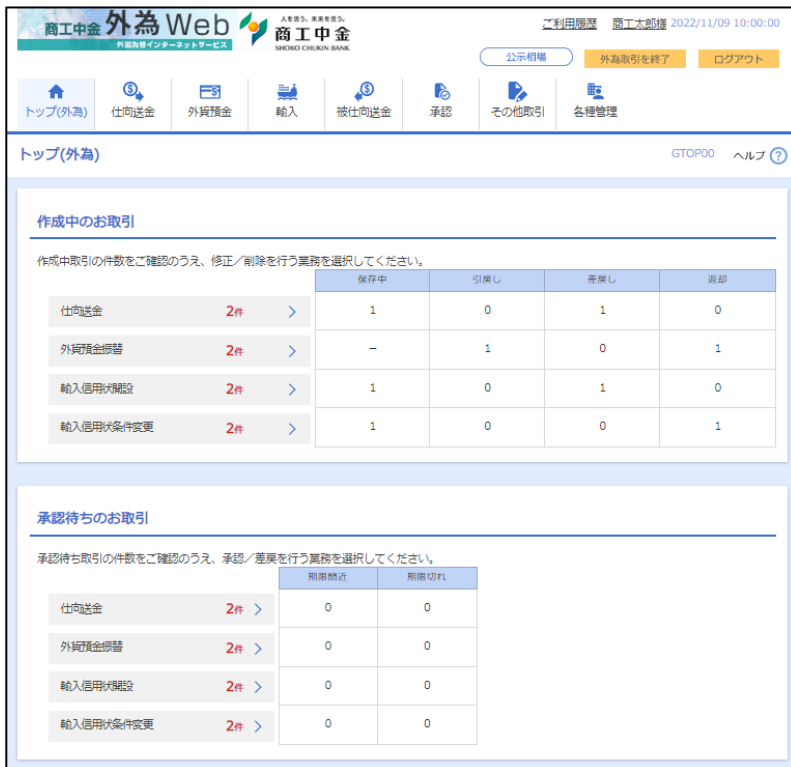 商工中金 外為 Web
外国為替インターネットサービス
人を思う。未来を思う。
商工中金
SHOKO CHUKIN BANK
ご利用履歴 商工太郎様 2022/11/09 10:00:00
公示相場 外為取引を終了 ログアウト
トップ(外為) 仕向送金 外貨預金 輸入 被仕向送金 承認 その他取引 各種管理
トップ(外為) GTOP00 ヘルプ ?
作成中のお取引
作成中取引の件数をご確認のうえ、修正／削除を行う業務を選択してください。
保存中 引戻し 差戻し 返却
仕向送金 2件 1 0 1 0
外貨預金振替 2件 － 1 0 1
輸入信用状開設 2件 1 0 1 0
輸入信用状条件変更 2件 1 0 0 1
承認待ちのお取引
承認待ち取引の件数をご確認のうえ、承認／差戻を行う業務を選択してください。
期限間近 期限切れ
仕向送金 2件 0 0
外貨預金振替 2件 0 0
輸入信用状開設 2件 0 0
輸入信用状条件変更 2件 0 0